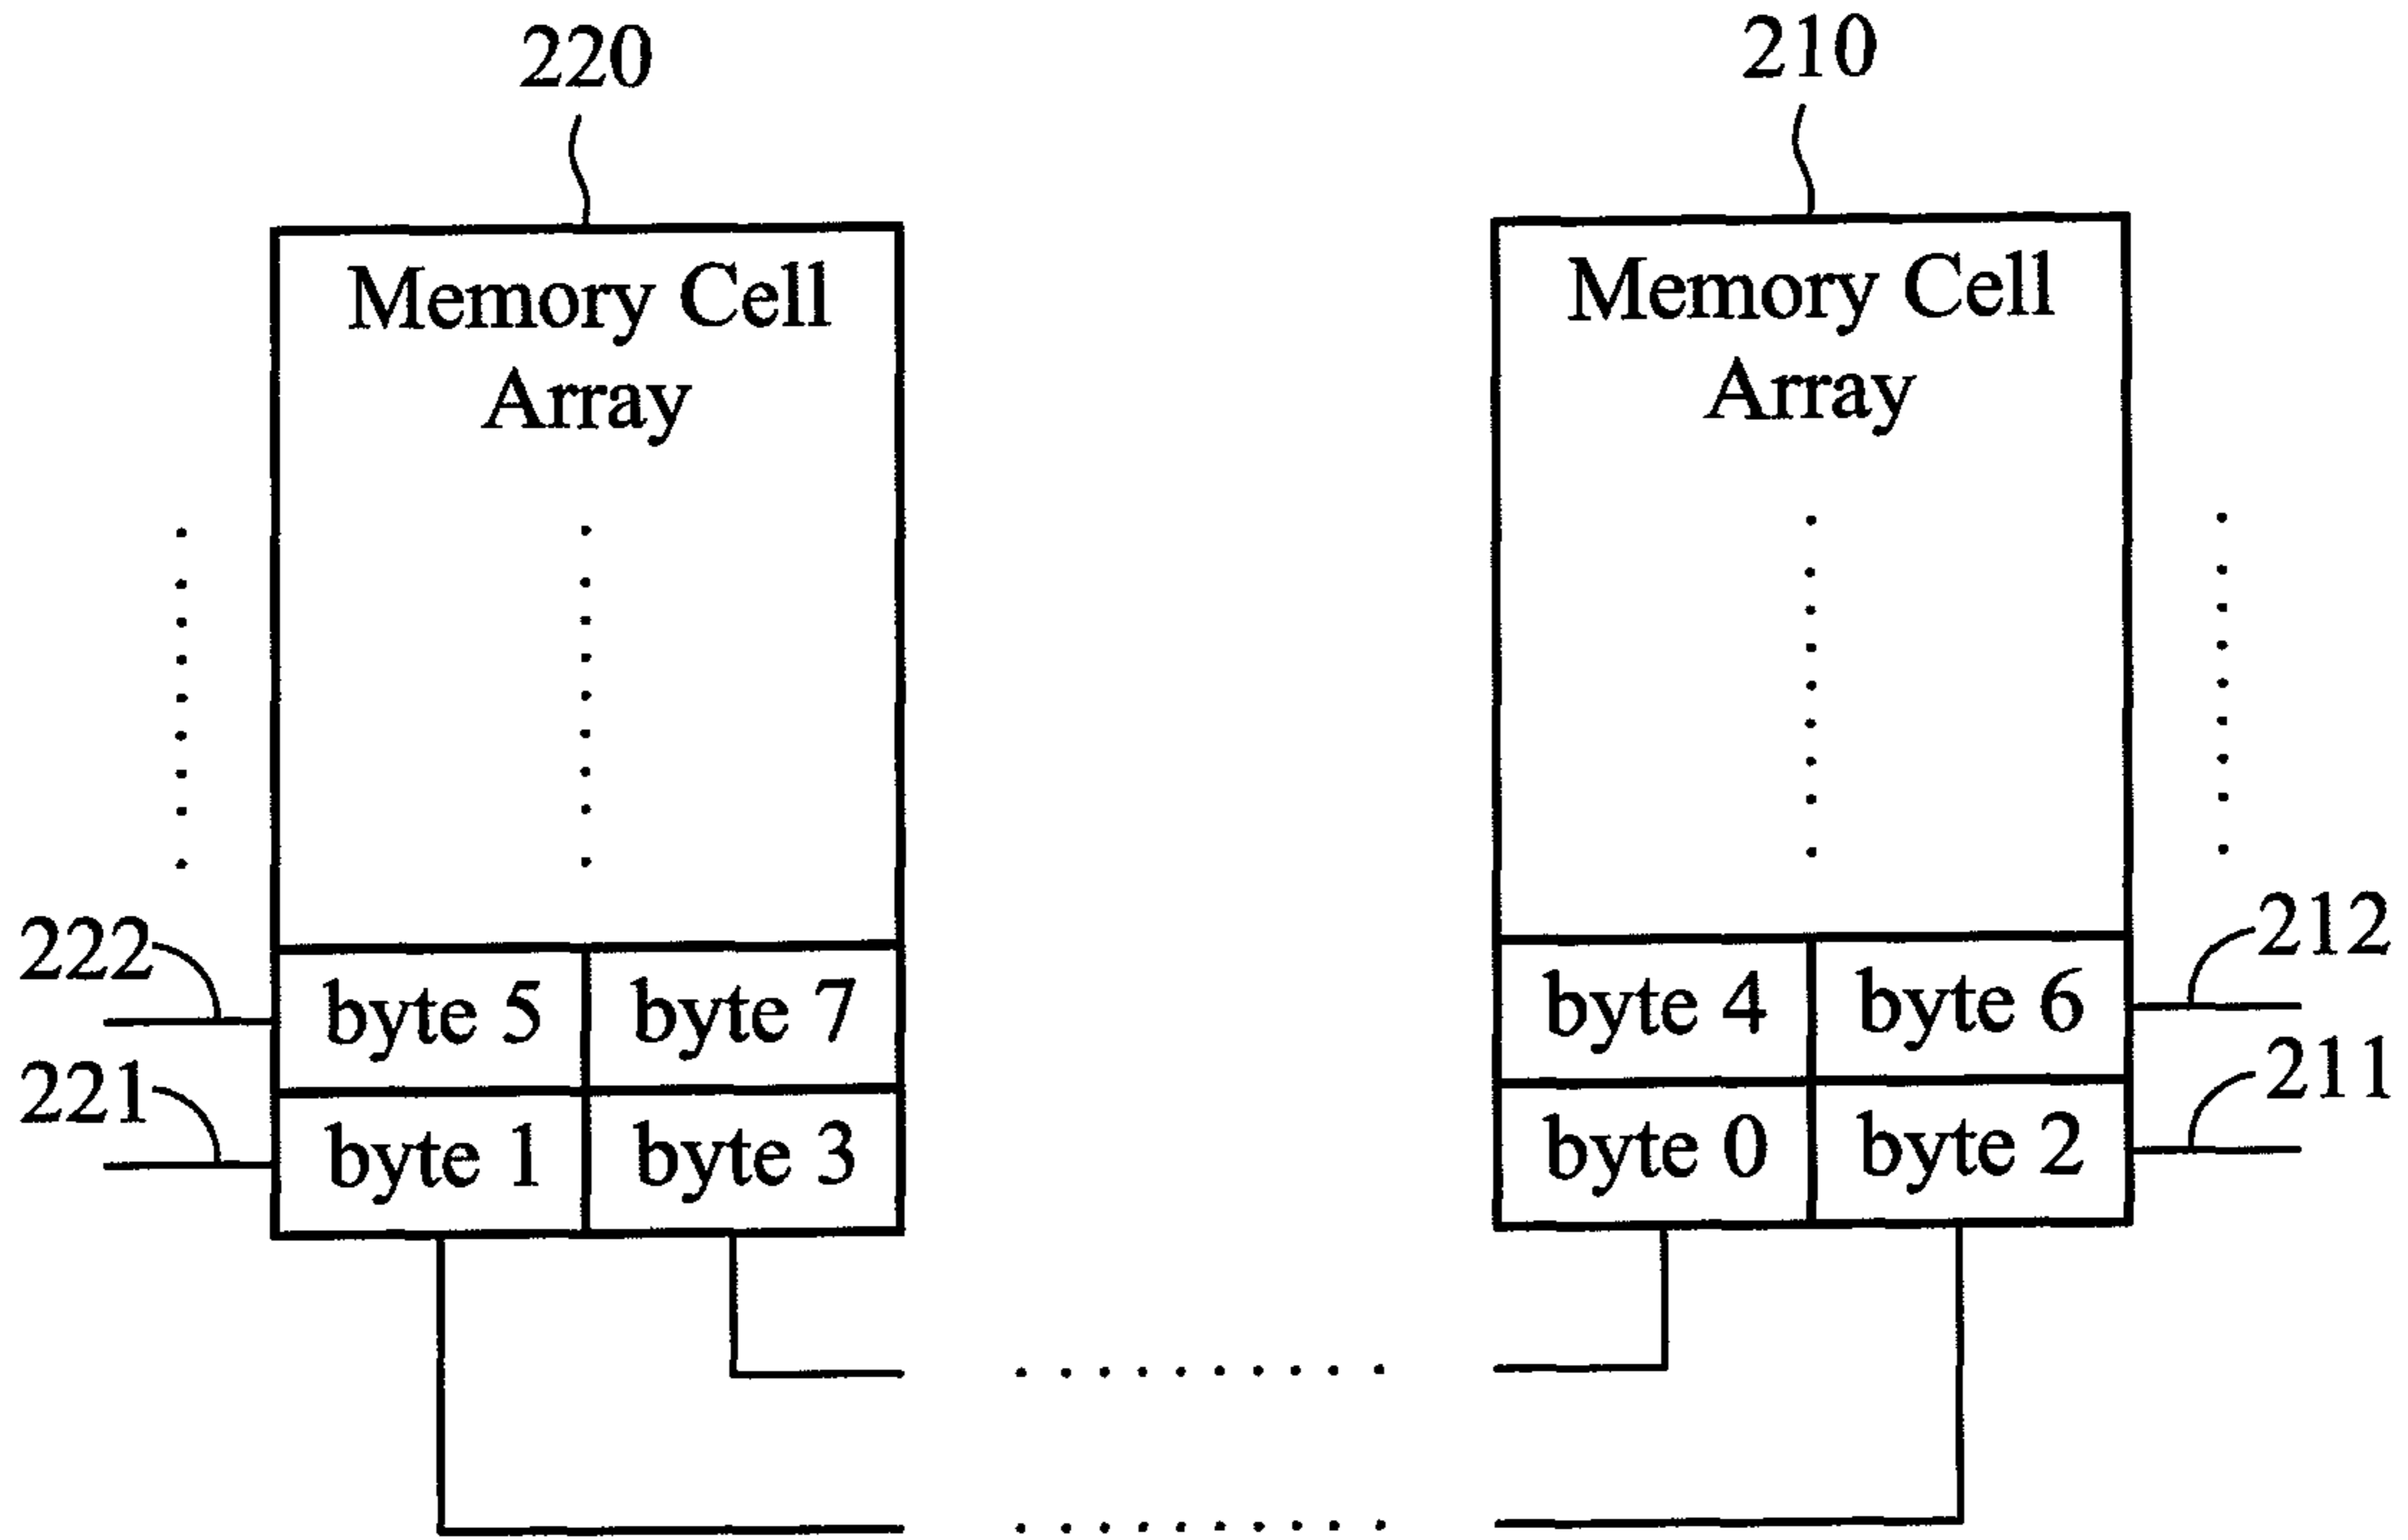 220
210
Memory Cell
Array
Memory Cell
Array
222
byte 5
byte 7
byte 4
byte 6
212
221
byte 1
byte 3
byte 0
byte 2
211